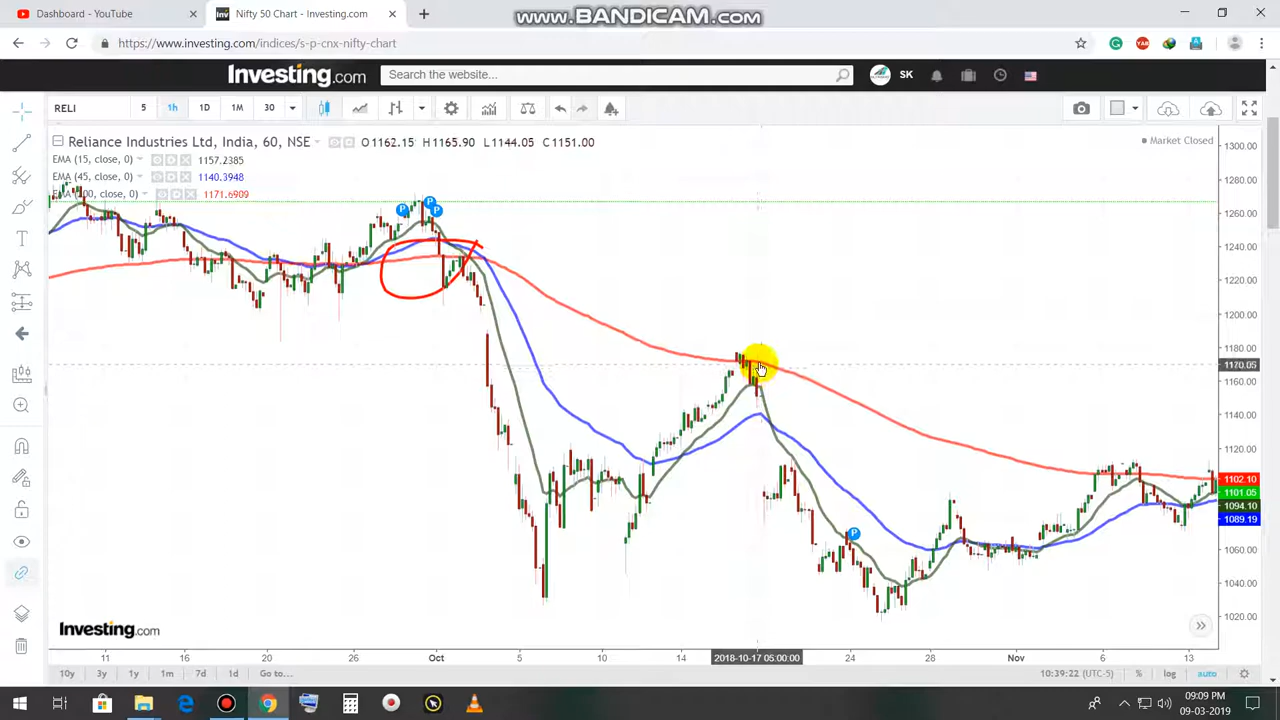 Dashboard - YouTube
Nifty 50 Chart - Investing.com
www.BANDICAM.com
https://www.investing.com/indices/s-p-cnx-nifty-chart
Investing.com
Search the website...
SK
RELI
5
1h
1D
1M
30
Reliance Industries Ltd, India, 60, NSE
O1162.15 H1165.90 L1144.05 C1151.00
Market Closed
EMA (15, close, 0)
1157.2385
EMA (45, close, 0)
1140.3948
1171.6909
P
P
P
P
1300.00
1280.00
1260.00
1240.00
1220.00
1200.00
1180.00
1170.05
1160.00
1140.00
1120.00
1102.10
1101.05
1094.10
1089.19
1060.00
1040.00
1020.00
Investing.com
11
16
20
26
Oct
5
10
14
2018-10-17 05:00:00
24
28
Nov
6
13
10y
3y
1y
1m
7d
1d
Go to...
10:39:22 (UTC-5)
%
log
auto
09:09 PM
09-03-2019